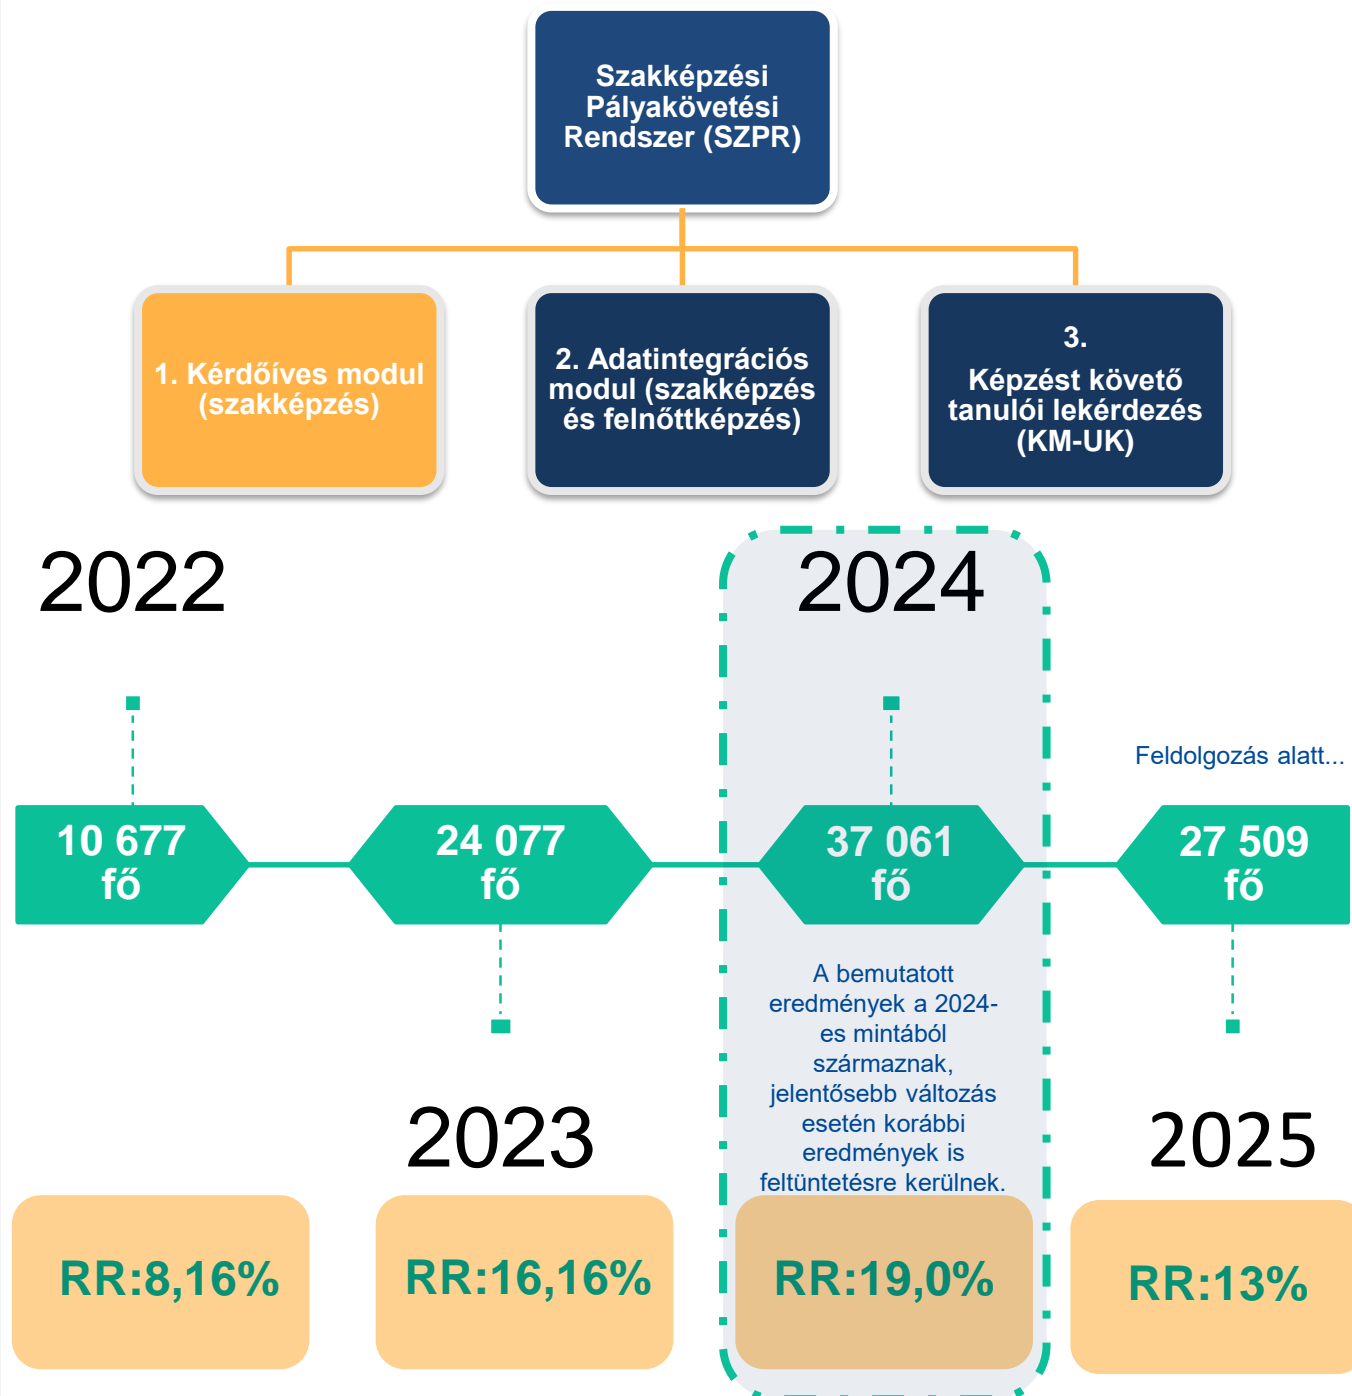 Szakképzési
Pályakövetési
Rendszer (SZPR)
1. Kérdőíves modul
(szakképzés)
2. Adatintegrációs
modul (szakképzés
és felnőttképzés)
3.
Képzést követő
tanulói lekérdezés
(KM-UK)
2022
2024
Feldolgozás alatt...
10 677
fő
24 077
fő
37 061
fő
27 509
fő
A bemutatott
eredmények a 2024-
es mintából
származnak,
jelentősebb változás
esetén korábbi
eredmények is
feltüntetésre kerülnek.
2023
2025
RR:8,16%
RR:16,16%
RR:19,0%
RR:13%